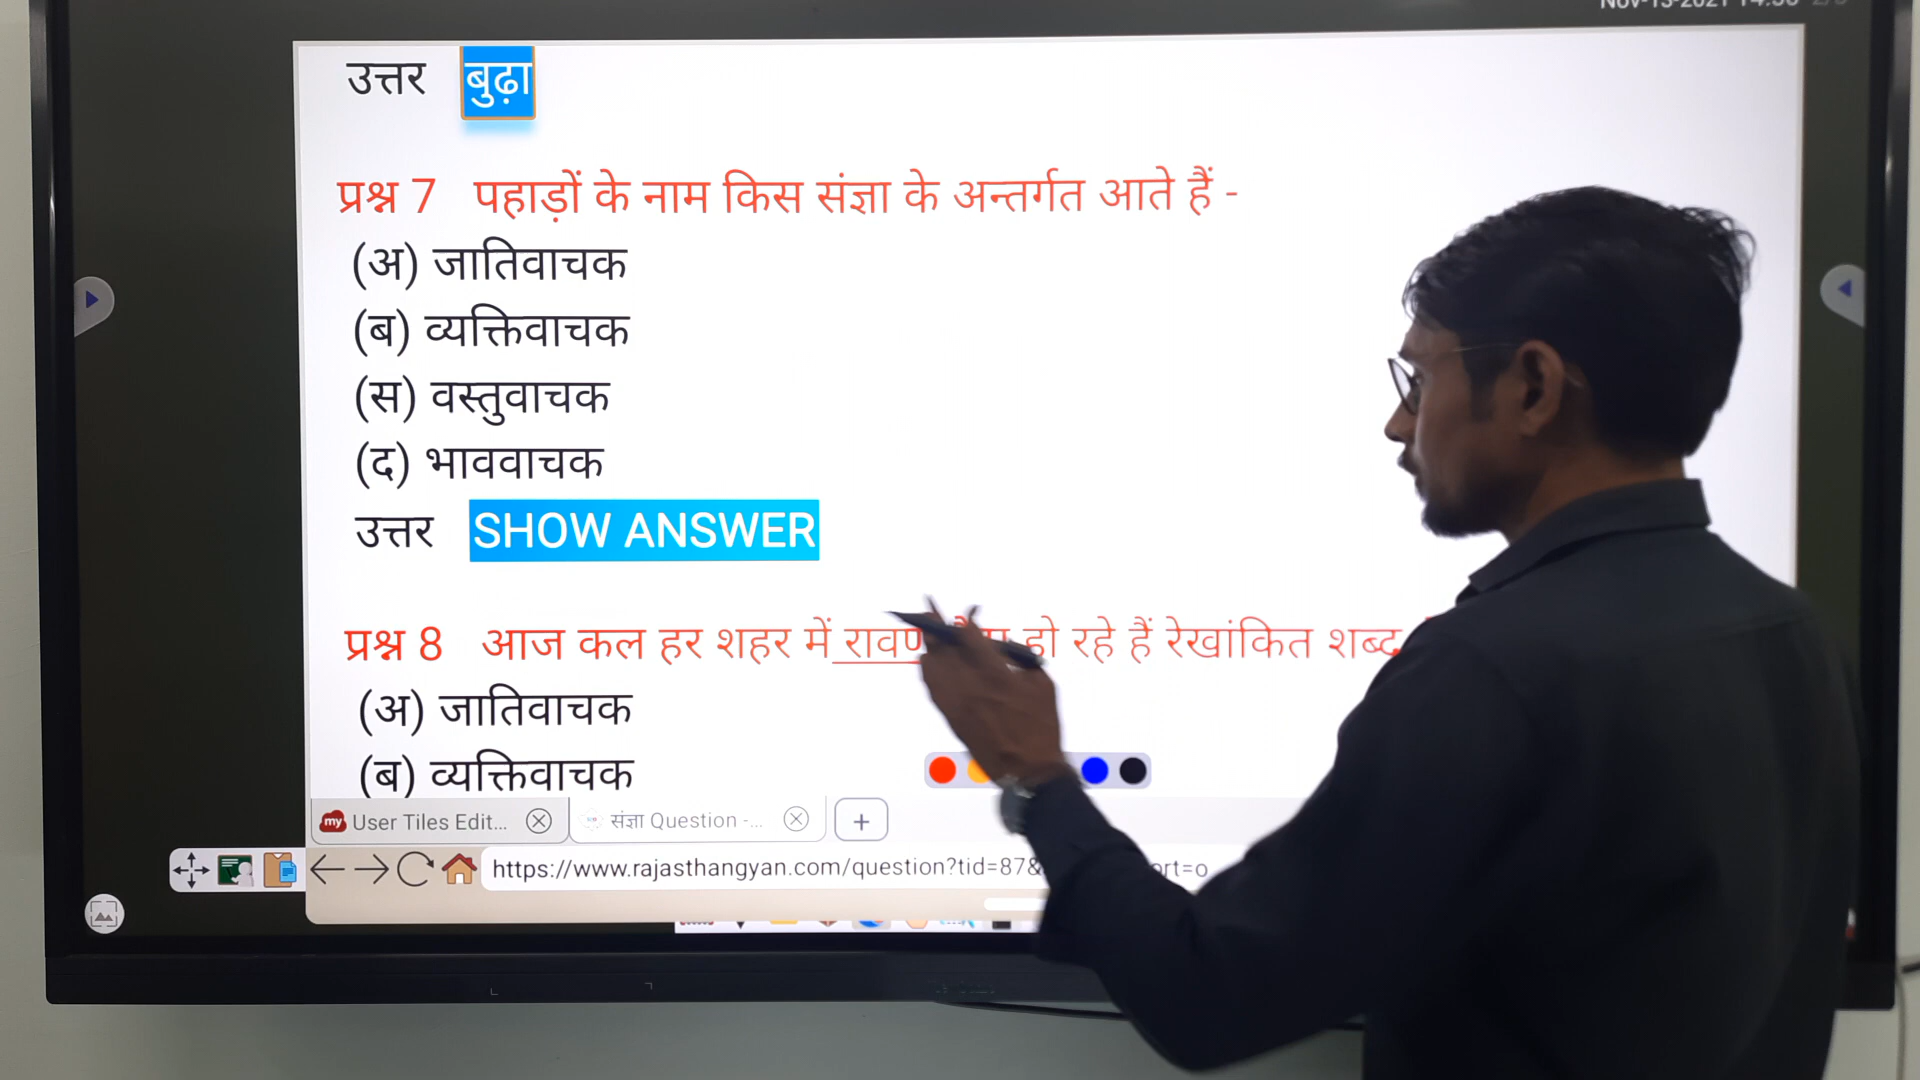 उत्तर बुढ़ा
प्रश्न 7 पहाड़ों के नाम किस संज्ञा के अन्तर्गत आते हैं -
(अ) जातिवाचक
(ब) व्यक्तिवाचक
(स) वस्तुवाचक
(द) भाववाचक
उत्तर SHOW ANSWER
प्रश्न 8 आज कल हर शहर में रावण हो रहे हैं रेखांकित शब्द
(अ) जातिवाचक
(ब) व्यक्तिवाचक
my User Tiles Edit...
संज्ञा Question -...
https://www.rajasthangyan.com/question?tid=87& rt=o